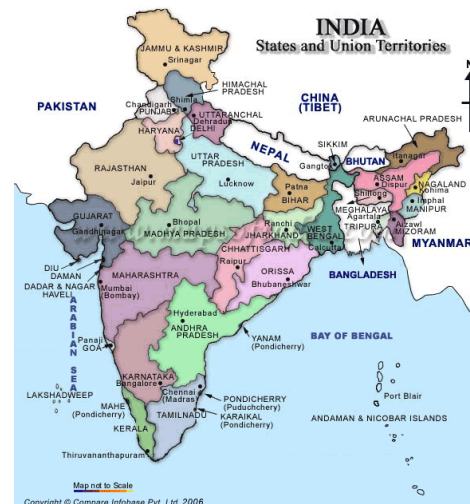 INDIA
States and Union Territories
N
JAMMU & KASHMIR
Srinagar
HIMACHAL
PRADESH
PAKISTAN
CHINA
(TIBET)
Shimla
Chandigarh
PUNJAB
UTTARANCHAL
Dehradun
ARUNACHAL PRADESH
HARYANA
DELHI
SIKKIM
NEPAL
BHUTAN
Itanagar
RAJASTHAN
Jaipur
UTTAR
PRADESH
Lucknow
Gangtok
ASSAM
Dispur
NAGALAND
Kohima
Patna
BIHAR
Shillong
MEGHALAYA
Imphal
MANIPUR
GUJARAT
Gandhinagar
Bhopal
MADHYA PRADESH
Ranchi
JHARKHAND
WEST
BENGAL
Calcutta
Agartala
TRIPURA
Aizawl
MIZORAM
MYANMAR
CHHATTISGARH
Raipur
DIU
DAMAN
DADAR & NAGAR
HAVELI
MAHARASHTRA
Mumbai
(Bombay)
ORISSA
Bhubaneshwar
BANGLADESH
ARABIAN SEA
Hyderabad
ANDHRA
PRADESH
YANAM
(Pondicherry)
BAY OF BENGAL
Panaji
GOA
KARNATAKA
Bangalore
Chennai
(Madras)
PONDICHERRY
(Puduchchery)
Port Blair
LAKSHADWEEP
MAHE
(Pondicherry)
TAMILNADU
KARAIKAL
(Pondicherry)
ANDAMAN & NICOBAR ISLANDS
KERALA
Thiruvananthapuram
Map not to Scale
Copyright © Compare Infobase Pvt. Ltd. 2006